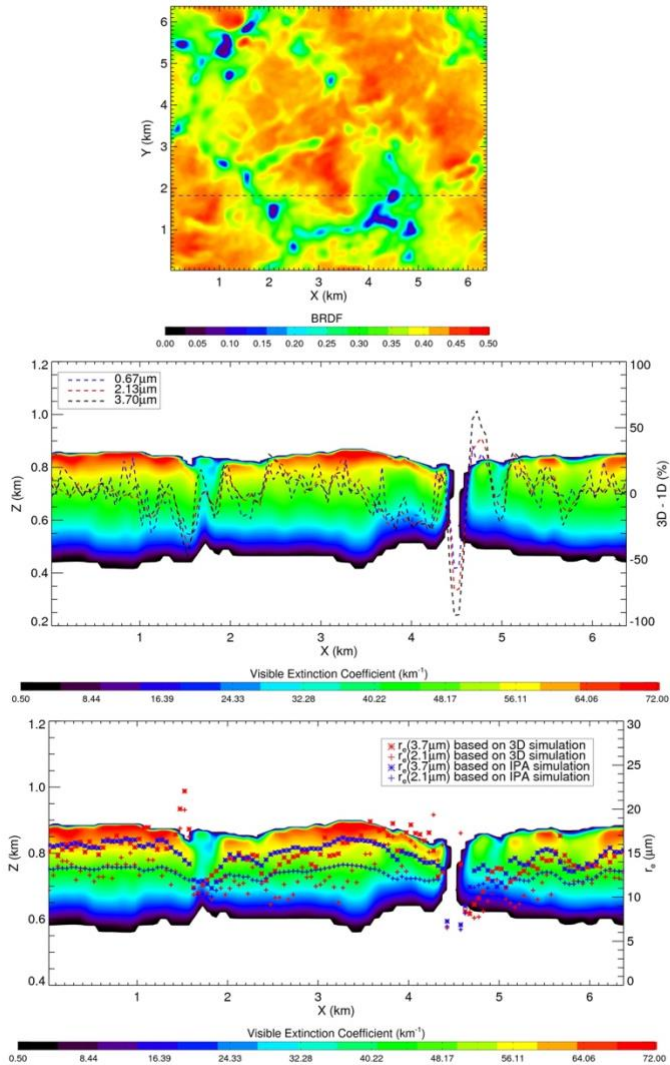 6
5
4
3
2
1
Y (km)
1 2 3 4 5 6
X (km)
BRDF
0.00 0.05 0.10 0.15 0.20 0.25 0.30 0.35 0.40 0.45 0.50
1.2 100
0.67μm
2.13μm
3.70μm
1.0 50
0.8 0
0.6 -50
0.4 -100
0.2
Z (km)
3D - 1D (%)
1 2 3 4 5 6
X (km)
Visible Extinction Coefficient (km⁻¹)
0.50 8.44 16.39 24.33 32.28 40.22 48.17 56.11 64.06 72.00
1.2 30
rₑ(3.7μm) based on 3D simulation
rₑ(2.1μm) based on 3D simulation
rₑ(3.7μm) based on IPA simulation
rₑ(2.1μm) based on IPA simulation
25
1.0
20
0.8 15
10
0.6
5
0.4 0
Z (km)
rₑ (μm)
1 2 3 4 5 6
X (km)
Visible Extinction Coefficient (km⁻¹)
0.50 8.44 16.39 24.33 32.28 40.22 48.17 56.11 64.06 72.00